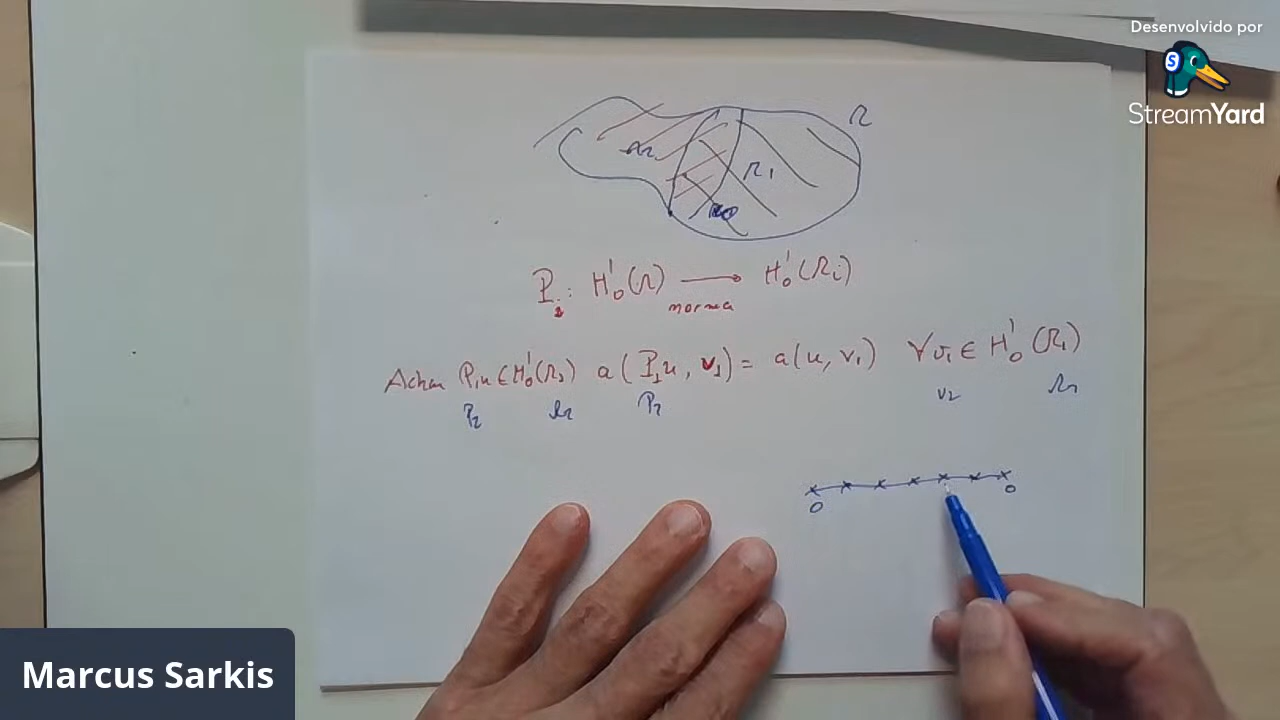 Desenvolvido por
StreamYard
Ω
Ω₂
Ω₁
P₁ : H¹₀(Ω) → H¹₀(Ωi)
norma
Achar P₁u ∈ H¹₀(Ω₁) a(P₁u, v₁) = a(u, v₁) ∀v₁ ∈ H¹₀(Ω₁)
P₂ Ω₂ P₂ v₂ Ω₂
0 0
Marcus Sarkis